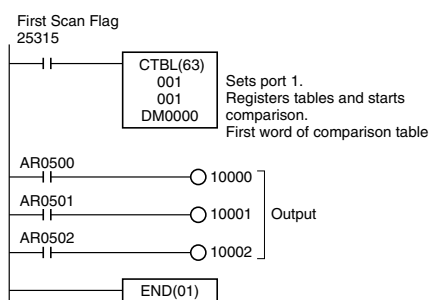 First Scan Flag
25315
CTBL(63)
001
001
DM0000
Sets port 1.
Registers tables and starts
comparison.
First word of comparison table
AR0500
10000
AR0501
10001
Output
AR0502
10002
END(01)